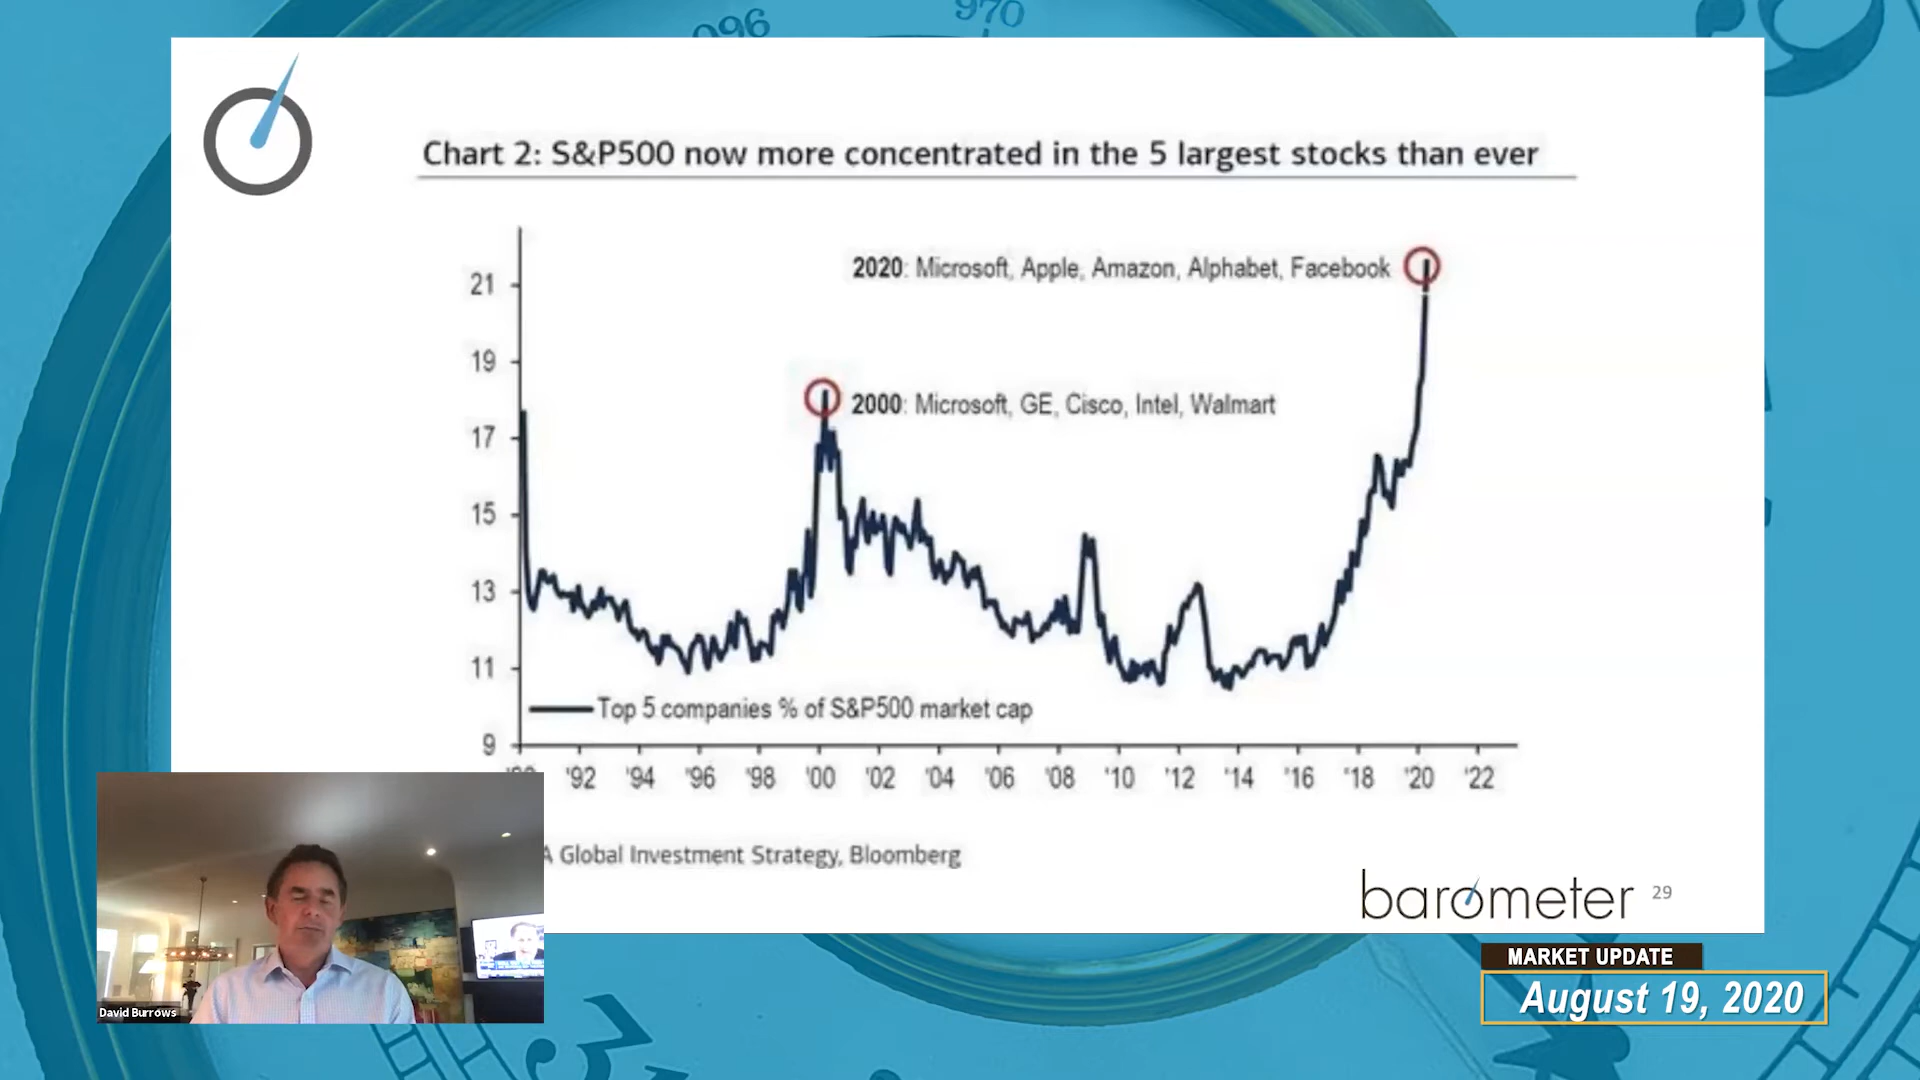 096
970
Chart 2: S&P500 now more concentrated in the 5 largest stocks than ever
21
19
17
15
13
11
9
2020: Microsoft, Apple, Amazon, Alphabet, Facebook
2000: Microsoft, GE, Cisco, Intel, Walmart
Top 5 companies % of S&P500 market cap
'92 '94 '96 '98 '00 '02 '04 '06 '08 '10 '12 '14 '16 '18 '20 '22
A Global Investment Strategy, Bloomberg
barometer 29
David Burrows
MARKET UPDATE
August 19, 2020